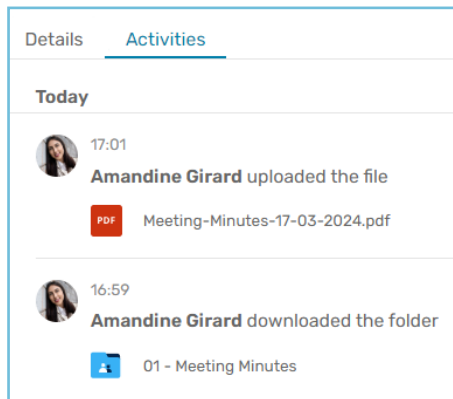 Details Activities
Today
17:01
Amandine Girard uploaded the file
PDF Meeting-Minutes-17-03-2024.pdf
16:59
Amandine Girard downloaded the folder
01 - Meeting Minutes